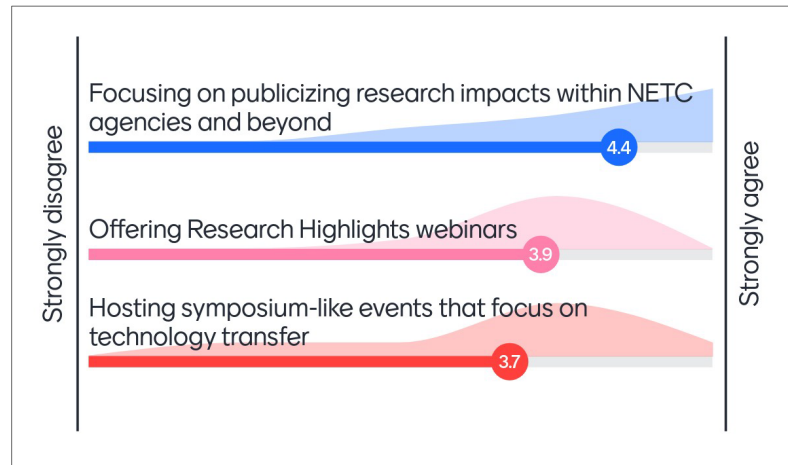 Strongly disagree
Focusing on publicizing research impacts within NETC
agencies and beyond
4.4
Offering Research Highlights webinars
3.9
Hosting symposium-like events that focus on
technology transfer
3.7
Strongly agree